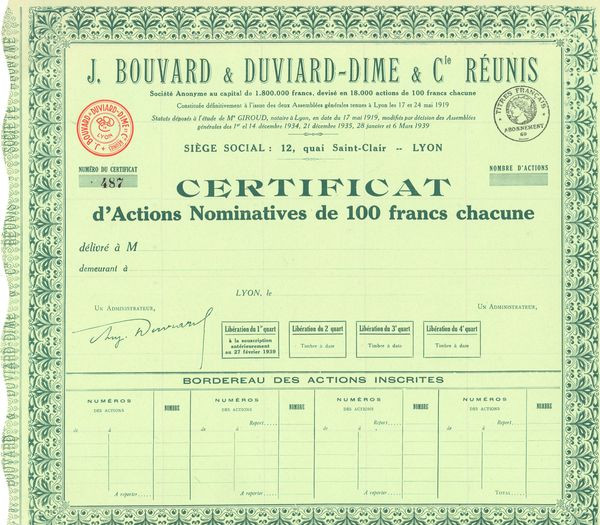 J. BOUVARD & DUVIARD-DIME & Cie RÉUNIS
Société Anonyme au capital de 1.800.000 francs, devisé en 18.000 actions de 100 francs chacune
Constituée définitivement à l'issue des deux Assemblées générales tenues à Lyon les 17 et 24 mai 1919
Statuts déposés à l'étude de Me GIROUD, notaire à Lyon, en date du 17 mai 1919, modifiés par décision des Assemblées
générales des 1er et 14 décembre 1934, 21 décembre 1935, 28 janvier et 6 Mars 1939
SIÈGE SOCIAL : 12, quai Saint-Clair -- LYON
J. BOUVARD & DUVIARD-DIME & Cie RÉUNIS
LYON
TITRES FRANÇAIS
ABONNEMENT
69
NUMÉRO DU CERTIFICAT
487
NOMBRE D'ACTIONS
CERTIFICAT
d'Actions Nominatives de 100 francs chacune
délivré à M
demeurant à
LYON, le
UN ADMINISTRATEUR,
UN ADMINISTRATEUR,
Libération du 1er quart
à la souscription
antérieurement
au 27 février 1939
Libération du 2e quart
Timbre à date
Libération du 3e quart
Timbre à date
Libération du 4e quart
Timbre à date
BORDEREAU DES ACTIONS INSCRITES
NUMÉROS
DES ACTIONS
NOMBRE
NUMÉROS
DES ACTIONS
NOMBRE
NUMÉROS
DES ACTIONS
NOMBRE
NUMÉROS
DES ACTIONS
NOMBRE
de à
Report....
de à
Report....
de à
Report....
de à
A reporter.....
A reporter.....
A reporter.....
TOTAL.....
BOUVARD & DUVIARD-DIME & Cie RÉUNIS